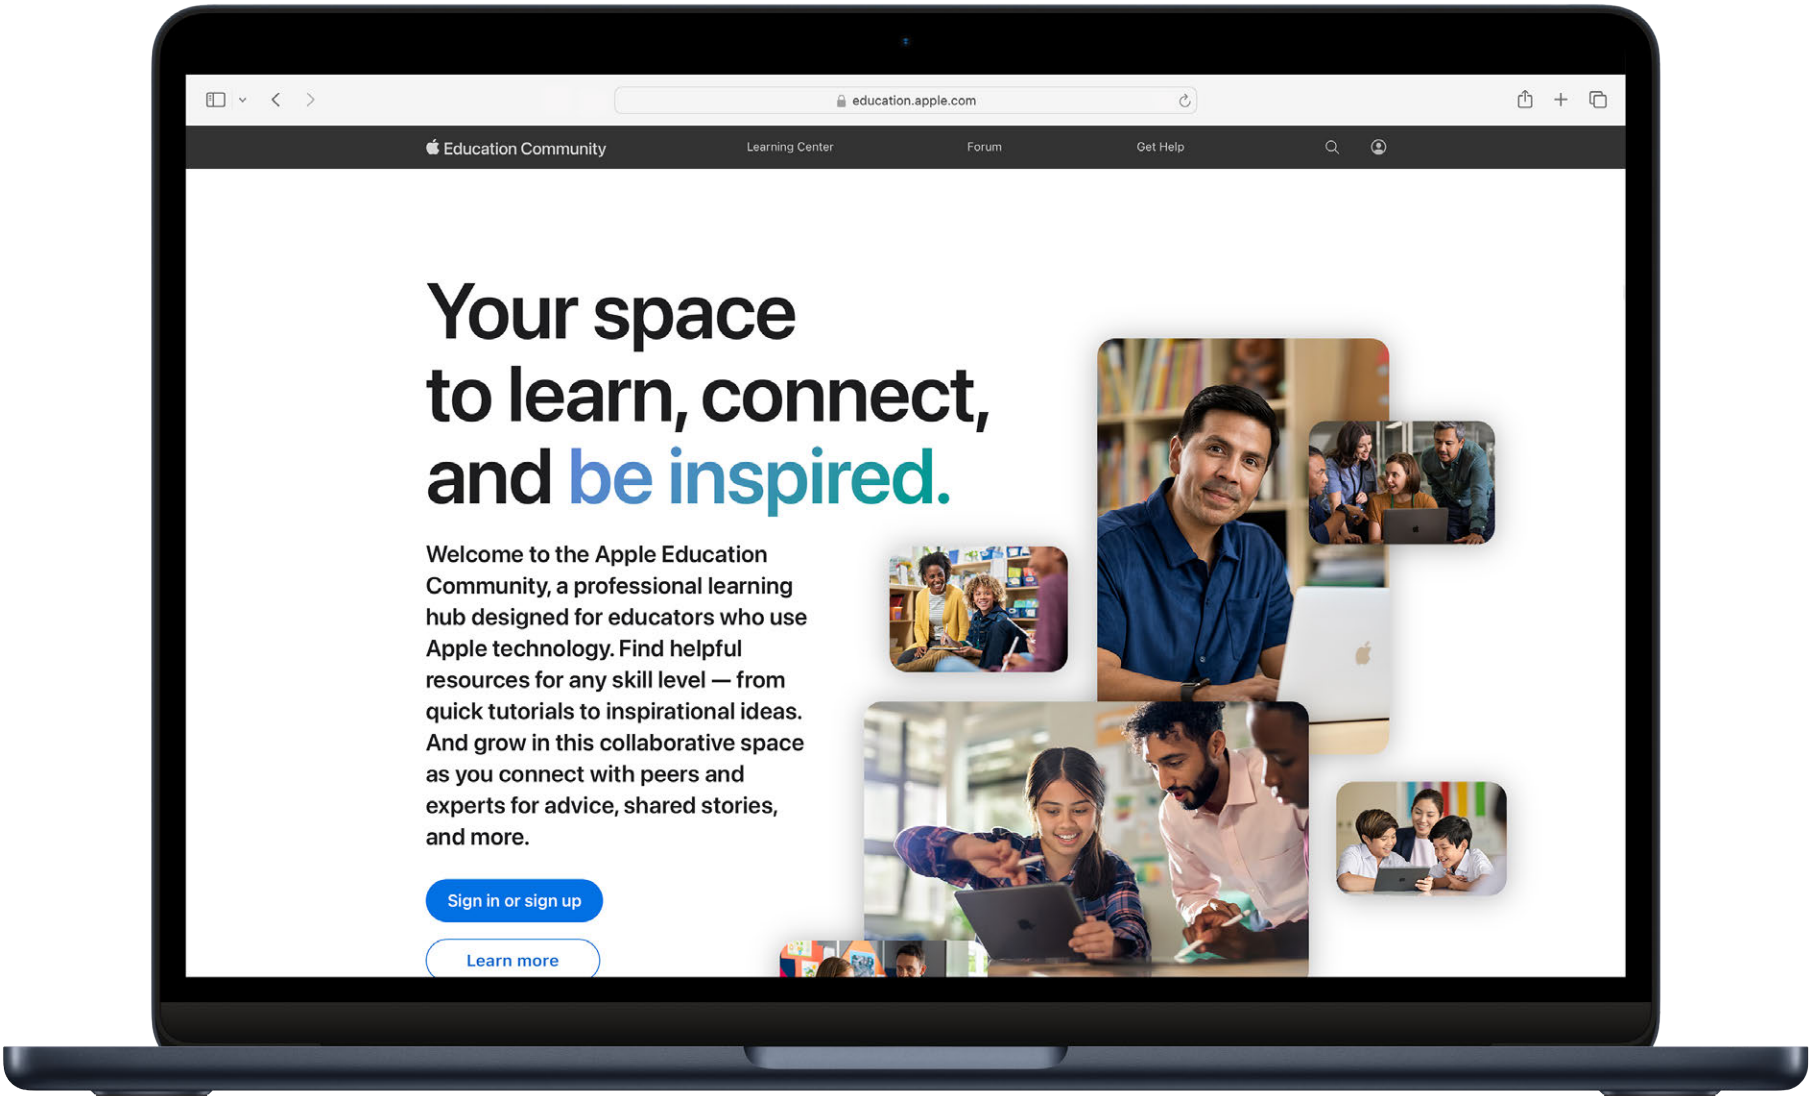 education.apple.com
Education Community
Learning Center
Forum
Get Help
Your space
to learn, connect,
and be inspired.
Welcome to the Apple Education
Community, a professional learning
hub designed for educators who use
Apple technology. Find helpful
resources for any skill level — from
quick tutorials to inspirational ideas.
And grow in this collaborative space
as you connect with peers and
experts for advice, shared stories,
and more.
Sign in or sign up
Learn more